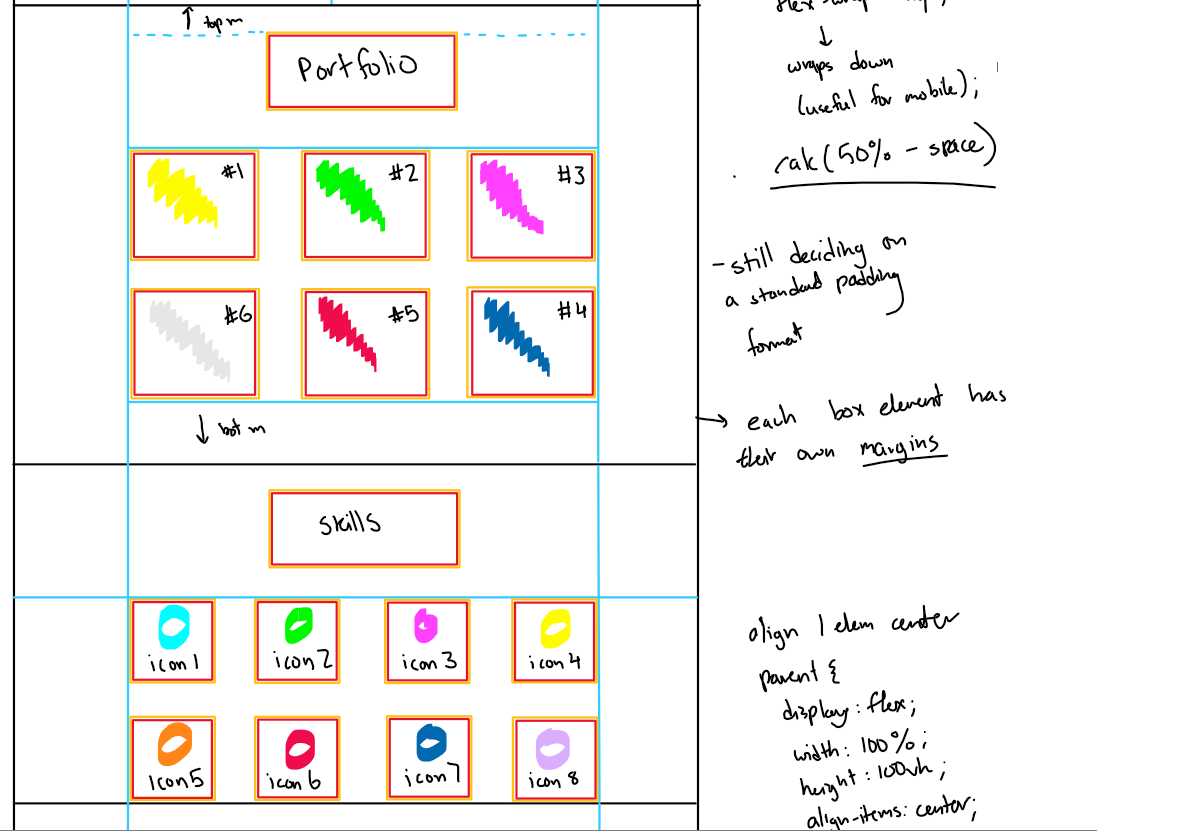 top m
Portfolio
#1
#2
#3
#6
#5
#4
bot m
skills
icon 1
icon 2
icon 3
icon 4
Icon 5
icon 6
icon 7
icon 8
wraps down
(useful for mobile);
calc(50% - space)
- still deciding on
a standard padding
format
→ each box element has
their own margins
align 1 elem center
parent {
display: flex;
width: 100%;
height: 100vh;
align-items: center;